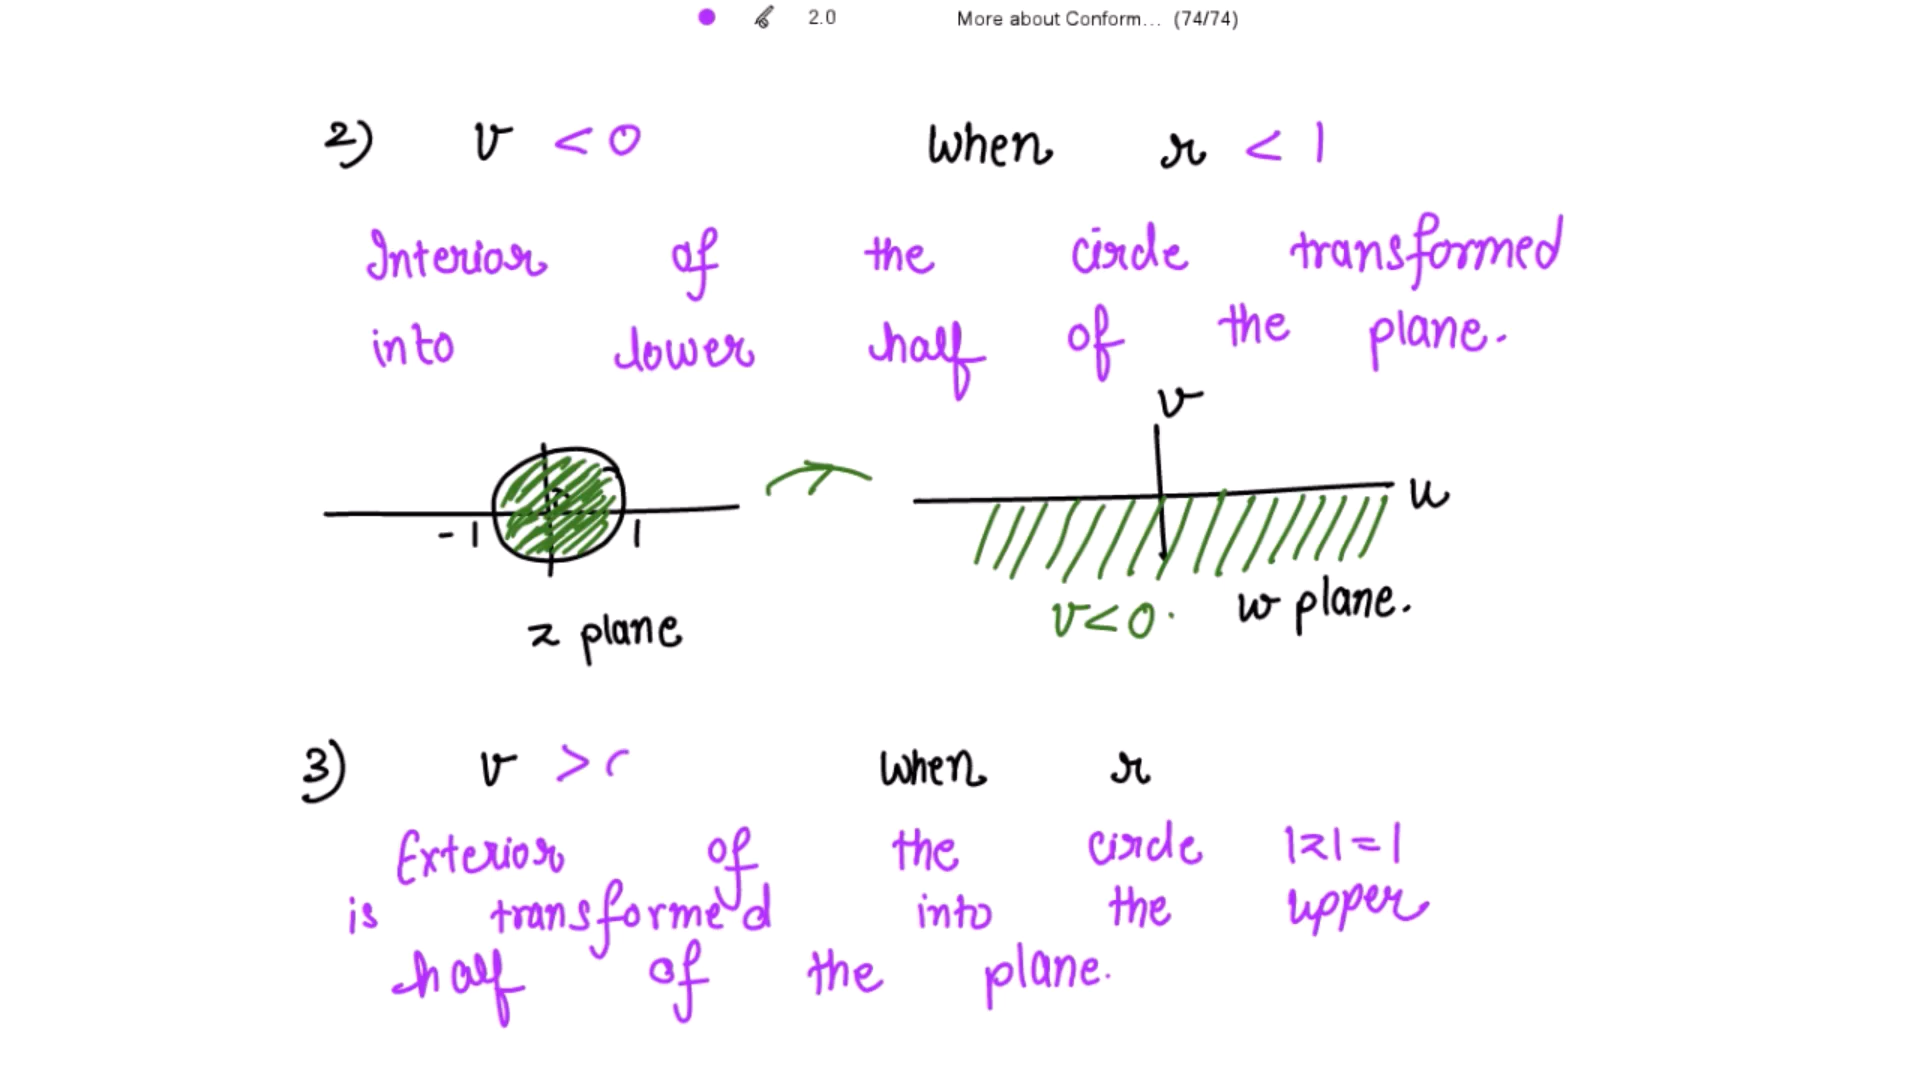 2.0 More about Conform... (74/74)
2) v < 0 when r < 1
Interior of the circle transformed
into lower half of the plane.
v
u
-1 1
v<0. w plane.
z plane
3) v > when r
Exterior of the circle |z|=1
is transformed into the upper
half of the plane.